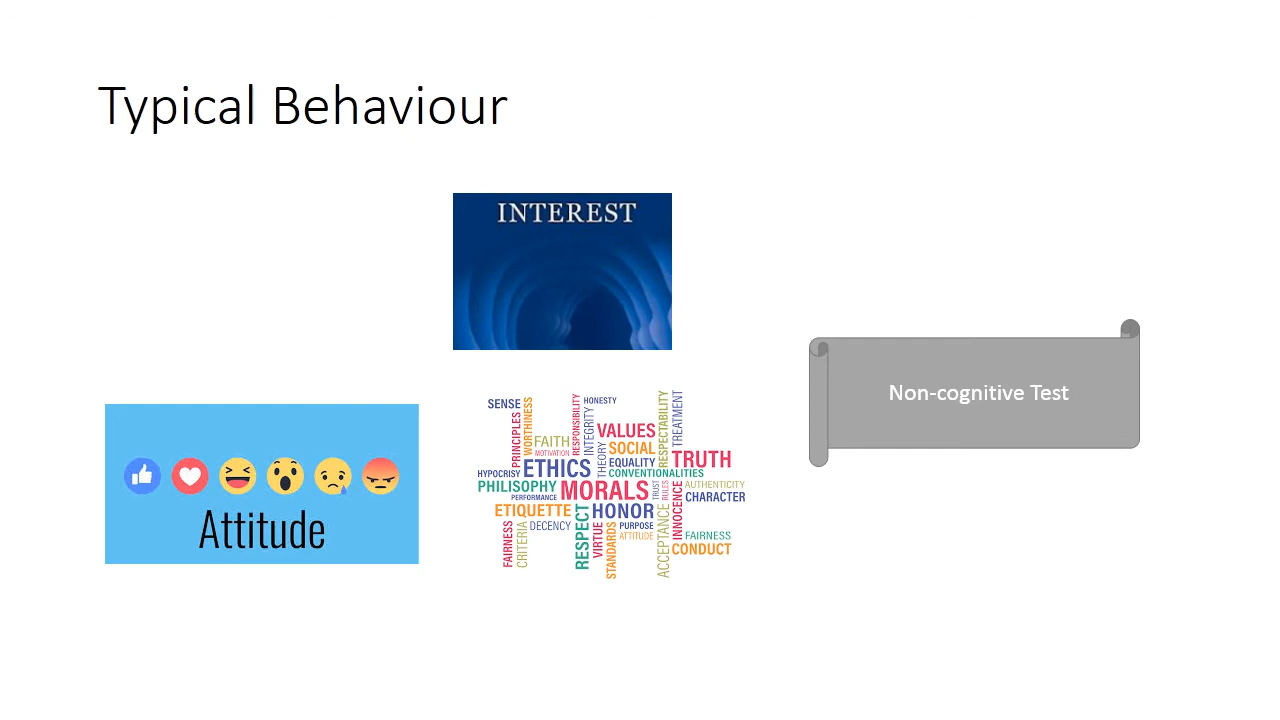 Typical Behaviour
INTEREST
Non-cognitive Test
Attitude
SENSE
WORTHINESS
PRINCIPLES
FAITH
MOTIVATION
RESPONSIBILITY
HONESTY
INTEGRITY
VALUES
RESPECTABILITY
TREATMENT
SOCIAL
THEORY
EQUALITY
TRUTH
HYPOCRISY
ETHICS
CONVENTIONALITIES
PHILISOPHY
PERFORMANCE
MORALS
TRUST
RULES
INNOCENCE
AUTHENTICITY
CHARACTER
ETIQUETTE
HONOR
DECENCY
PURPOSE
ATTITUDE
FAIRNESS
CRITERIA
RESPECT
VIRTUE
STANDARDS
ACCEPTANCE
FAIRNESS
CONDUCT